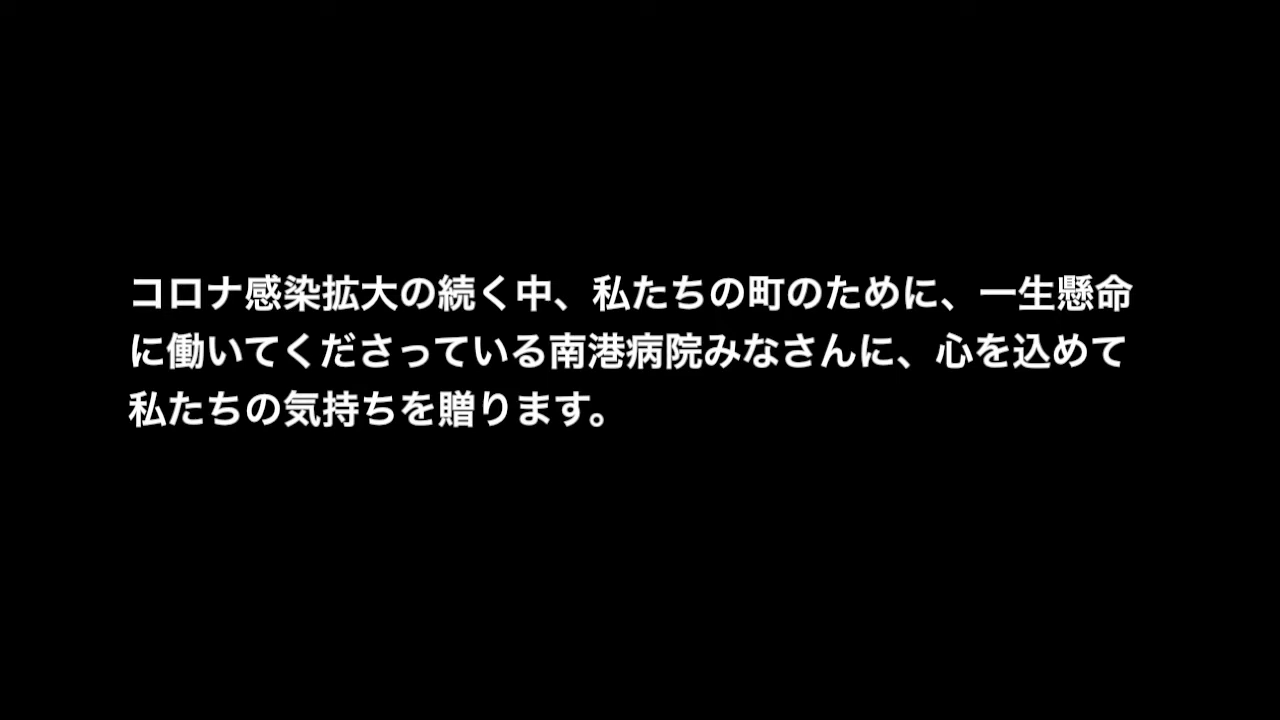 コロナ感染拡大の続く中、私たちの町のために、一生懸命
に働いてくださっている南港病院みなさんに、心を込めて
私たちの気持ちを贈ります。